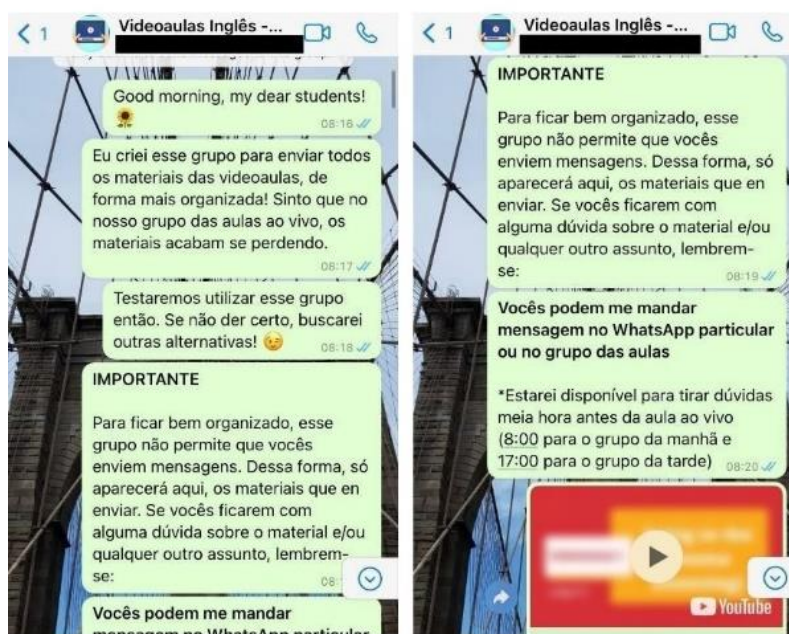 1
Videoaulas Inglês -...
Good morning, my dear students!
🌻
08:16
Eu criei esse grupo para enviar todos
os materiais das videoaulas, de
forma mais organizada! Sinto que no
nosso grupo das aulas ao vivo, os
materiais acabam se perdendo.
08:17
Testaremos utilizar esse grupo
então. Se não der certo, buscarei
outras alternativas! 😉
08:18
IMPORTANTE
Para ficar bem organizado, esse
grupo não permite que vocês
enviem mensagens. Dessa forma, só
aparecerá aqui, os materiais que en
enviar. Se vocês ficarem com
alguma dúvida sobre o material e/ou
qualquer outro assunto, lembrem-
se:
Vocês podem me mandar
mensagem no WhatsApp particular
1
Videoaulas Inglês -...
IMPORTANTE
Para ficar bem organizado, esse
grupo não permite que vocês
enviem mensagens. Dessa forma, só
aparecerá aqui, os materiais que en
enviar. Se vocês ficarem com
alguma dúvida sobre o material e/ou
qualquer outro assunto, lembrem-
se:
08:19
Vocês podem me mandar
mensagem no WhatsApp particular
ou no grupo das aulas
*Estarei disponível para tirar dúvidas
meia hora antes da aula ao vivo
(8:00 para o grupo da manhã e
17:00 para o grupo da tarde)
08:20
YouTube